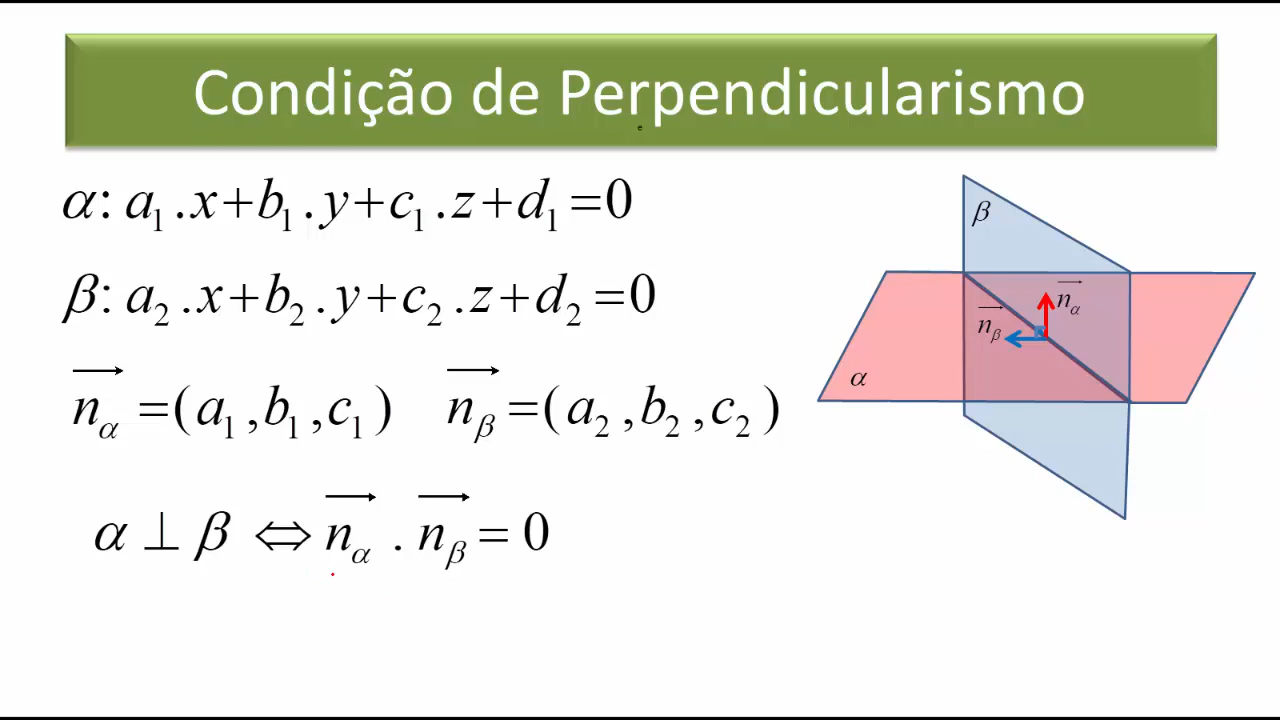 Condição de Perpendicularismo
e
α: a₁.x+b₁.y+c₁.z+d₁=0
β: a₂.x+b₂.y+c₂.z+d₂=0
n⃗α=(a₁,b₁,c₁) n⃗β=(a₂,b₂,c₂)
α ⊥ β ⇔ n⃗α . n⃗β = 0
β
n⃗α
n⃗β
α